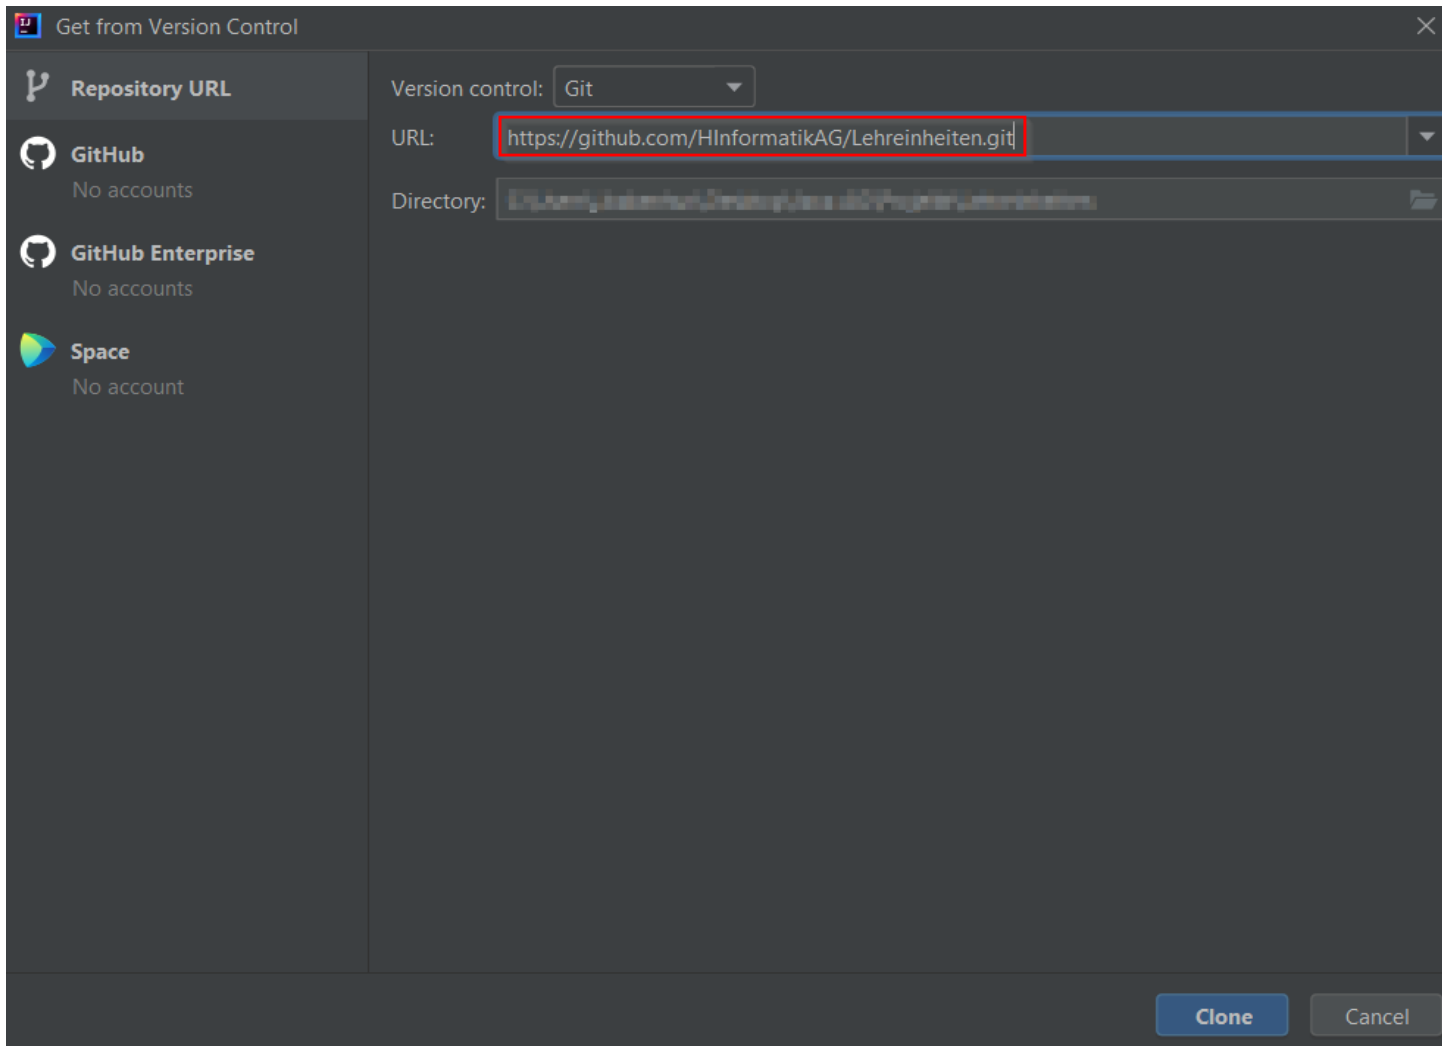 Get from Version Control
Repository URL
GitHub
No accounts
GitHub Enterprise
No accounts
Space
No account
Version control: Git
URL: https://github.com/HInformatikAG/Lehreinheiten.git
Directory:
Clone Cancel